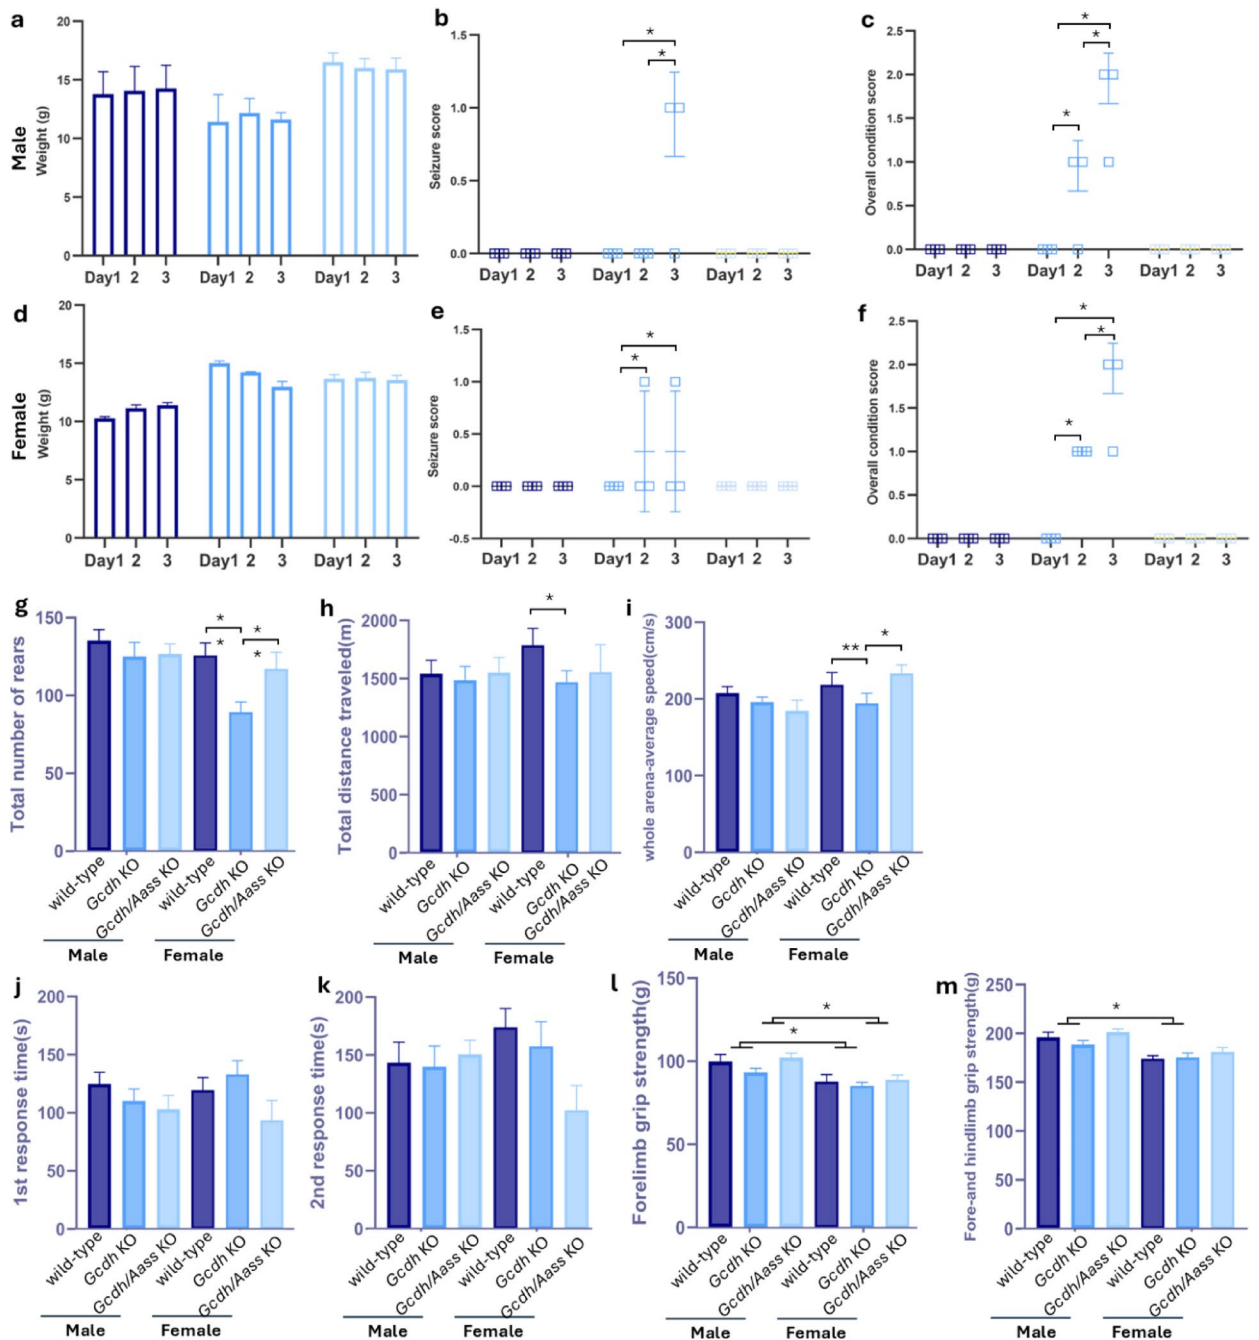 a
Male
Weight (g)
20
15
10
5
0
Day1 2 3 Day1 2 3 Day1 2 3
b
Seizure score
1.5
1.0
0.5
0.0
* *
Day1 2 3 Day1 2 3 Day1 2 3
c
Overall condition score
2.5
2.0
1.5
1.0
0.5
0.0
* * *
Day1 2 3 Day1 2 3 Day1 2 3
d
Female
Weight (g)
20
15
10
5
0
Day1 2 3 Day1 2 3 Day1 2 3
e
Seizure score
1.5
1.0
0.5
0.0
-0.5
* *
Day1 2 3 Day1 2 3 Day1 2 3
f
Overall condition score
2.5
2.0
1.5
1.0
0.5
0.0
* * *
Day1 2 3 Day1 2 3 Day1 2 3
g
Total number of rears
150
100
50
0
* *
* *
wild-type
Gcdh KO
Gcdh/Aass KO
wild-type
Gcdh KO
Gcdh/Aass KO
Male Female
h
Total distance traveled(m)
2000
1500
1000
500
0
*
wild-type
Gcdh KO
Gcdh/Aass KO
wild-type
Gcdh KO
Gcdh/Aass KO
Male Female
i
whole arena-average speed(cm/s)
300
200
100
0
** *
wild-type
Gcdh KO
Gcdh/Aass KO
wild-type
Gcdh KO
Gcdh/Aass KO
Male Female
j
1st response time(s)
200
150
100
50
0
wild-type
Gcdh KO
Gcdh/Aass KO
wild-type
Gcdh KO
Gcdh/Aass KO
Male Female
k
2nd response time(s)
200
150
100
50
0
wild-type
Gcdh KO
Gcdh/Aass KO
wild-type
Gcdh KO
Gcdh/Aass KO
Male Female
l
Forelimb grip strength(g)
150
100
50
0
*
*
wild-type
Gcdh KO
Gcdh/Aass KO
wild-type
Gcdh KO
Gcdh/Aass KO
Male Female
m
Fore-and hindlimb grip strength(g)
250
200
150
200
50
0
*
wild-type
Gcdh KO
Gcdh/Aass KO
wild-type
Gcdh KO
Gcdh/Aass KO
Male Female